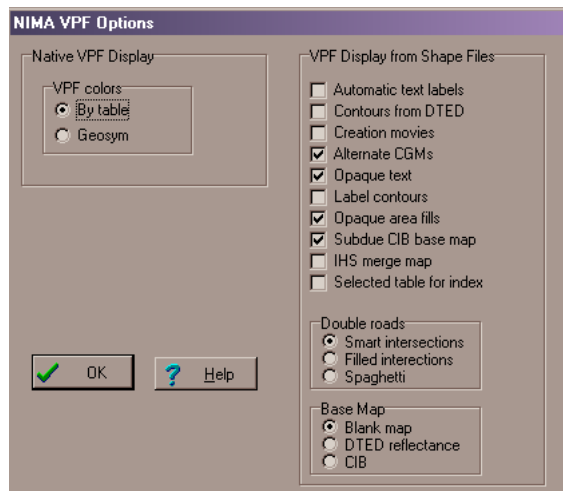 NIMA VPF Options
Native VPF Display
VPF colors
By table
Geosym
OK
Help
VPF Display from Shape Files
Automatic text labels
Contours from DTED
Creation movies
Alternate CGMs
Opaque text
Label contours
Opaque area fills
Subdue CIB base map
IHS merge map
Selected table for index
Double roads
Smart intersections
Filled interections
Spaghetti
Base Map
Blank map
DTED reflectance
CIB